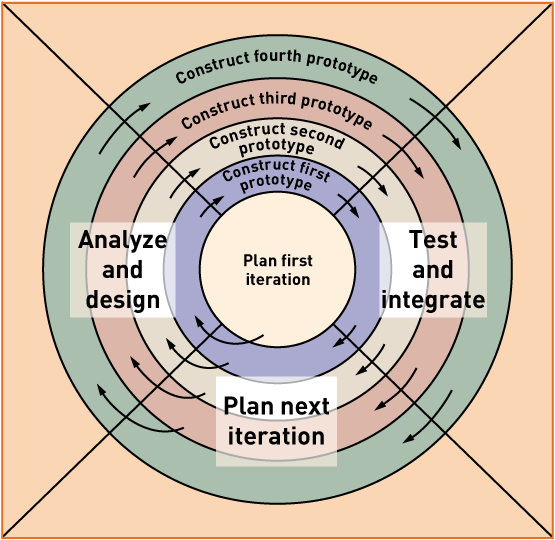 Construct fourth prototype
Construct third prototype
Construct second
prototype
Construct first
prototype
Analyze
and
design
Plan first
iteration
Test
and
integrate
Plan next
iteration